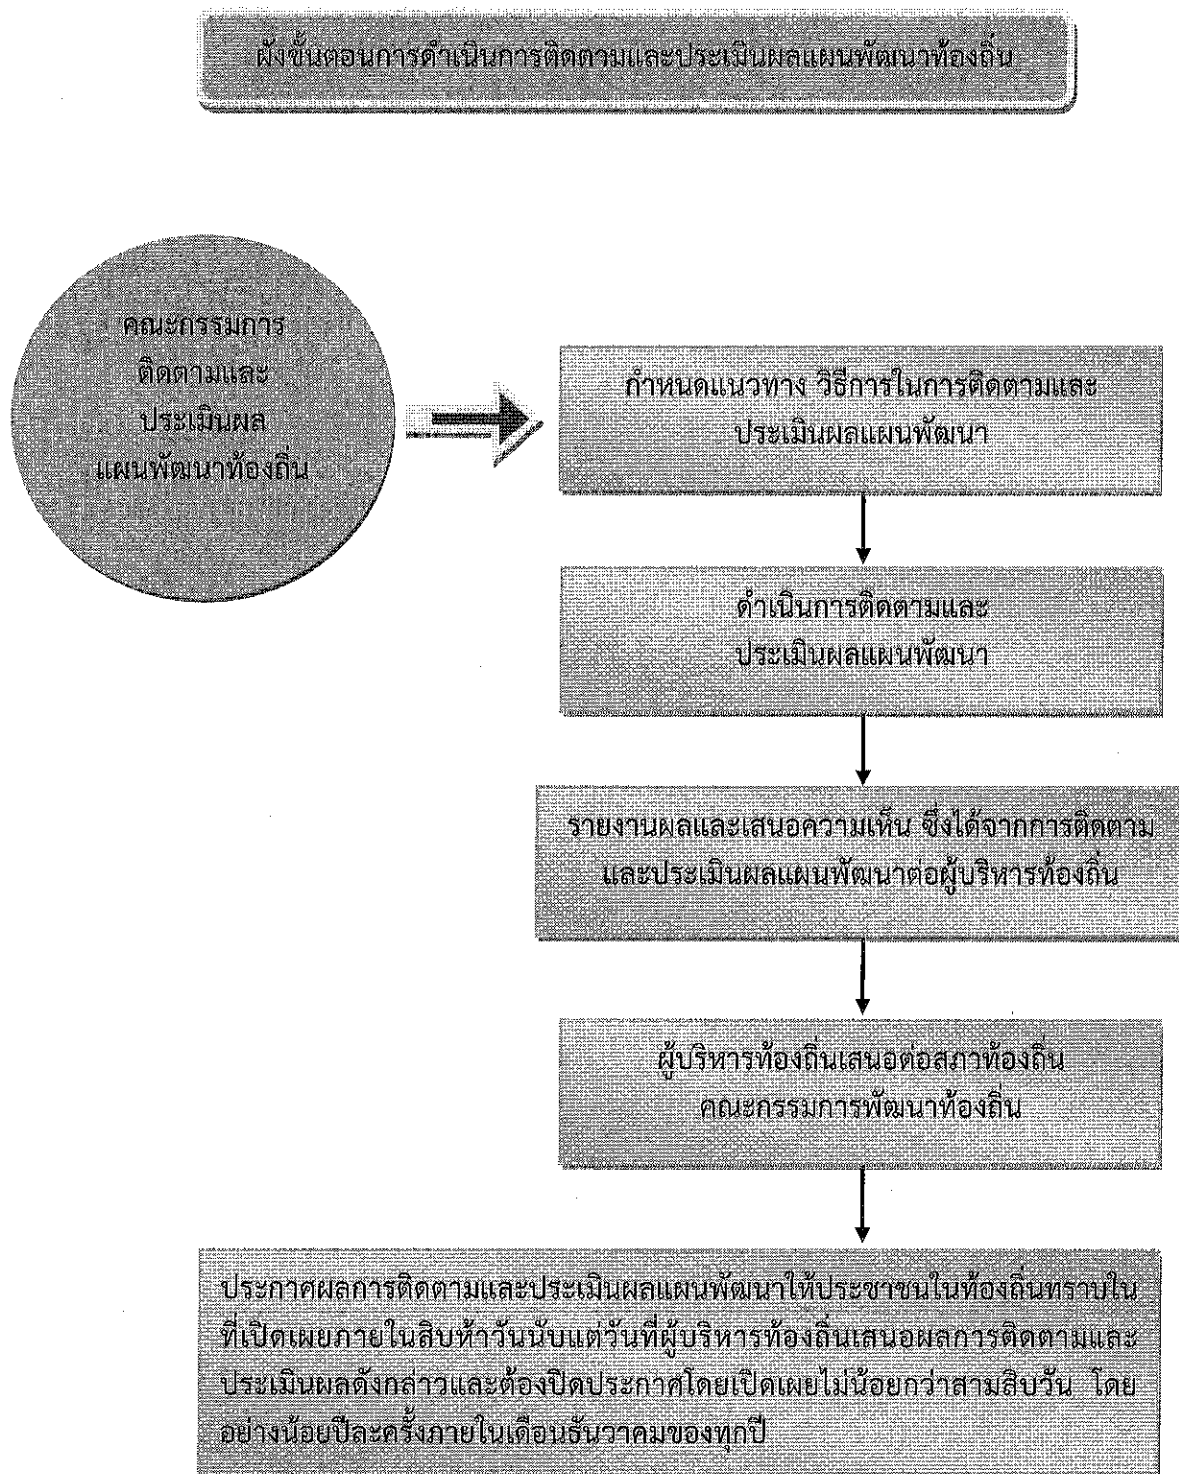 ผังขั้นตอนการดำเนินการติดตามและประเมินผลแผนพัฒนาท้องถิ่น
คณะกรรมการ
ติดตามและ
ประเมินผล
แผนพัฒนาท้องถิ่น
กำหนดแนวทาง วิธีการในการติดตามและ
ประเมินผลแผนพัฒนา
ดำเนินการติดตามและ
ประเมินผลแผนพัฒนา
รายงานผลและเสนอความเห็น ซึ่งได้จากการติดตาม
และประเมินผลแผนพัฒนาต่อผู้บริหารท้องถิ่น
ผู้บริหารท้องถิ่นเสนอต่อสภาท้องถิ่น
คณะกรรมการพัฒนาท้องถิ่น
ประกาศผลการติดตามและประเมินผลแผนพัฒนาให้ประชาชนในท้องถิ่นทราบใน
ที่เปิดเผยภายในสิบห้าวันนับแต่วันที่ผู้บริหารท้องถิ่นเสนอผลการติดตามและ
ประเมินผลดังกล่าวและต้องปิดประกาศโดยเปิดเผยไม่น้อยกว่าสามสิบวัน โดย
อย่างน้อยปีละครั้งภายในเดือนธันวาคมของทุกปี